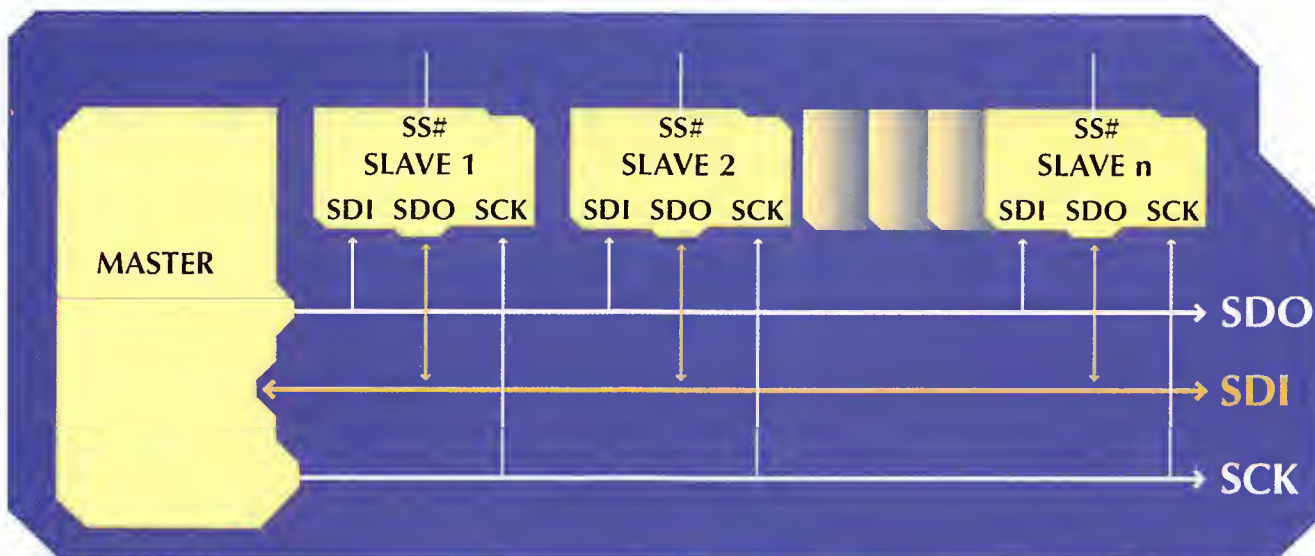 SS#
SLAVE 1
SDI SDO SCK
SS#
SLAVE 2
SDI SDO SCK
SS#
SLAVE n
SDI SDO SCK
MASTER
SDO
SDI
SCK